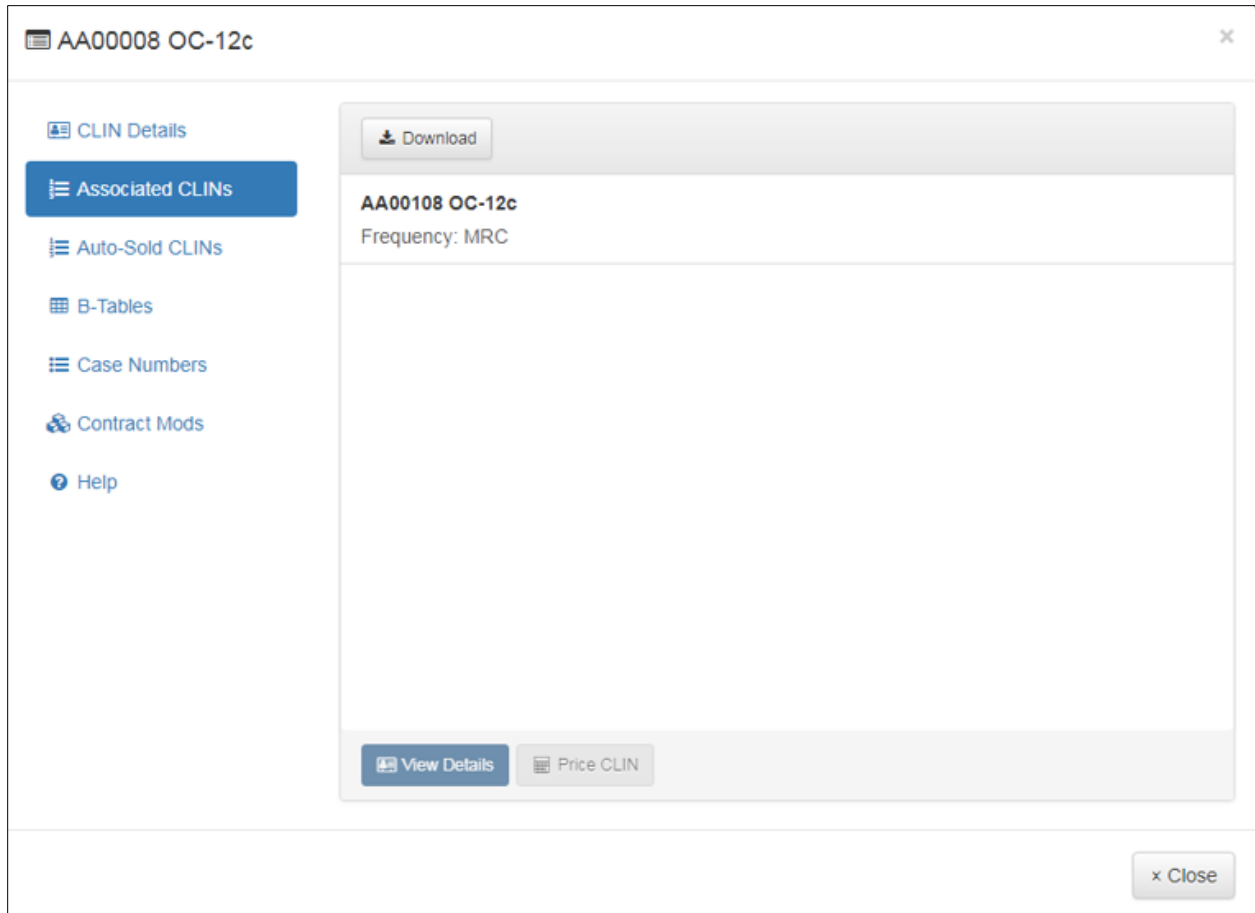 AA00008 OC-12c
×
CLIN Details
Associated CLINs
Auto-Sold CLINs
B-Tables
Case Numbers
Contract Mods
Help
Download
AA00108 OC-12c
Frequency: MRC
View Details
Price CLIN
× Close